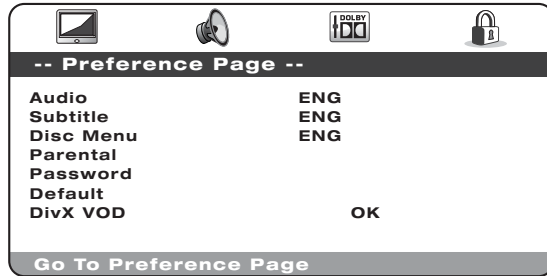 DOLBY
-- Preference Page --
Audio ENG
Subtitle ENG
Disc Menu ENG
Parental
Password
Default
DivX VOD OK
Go To Preference Page